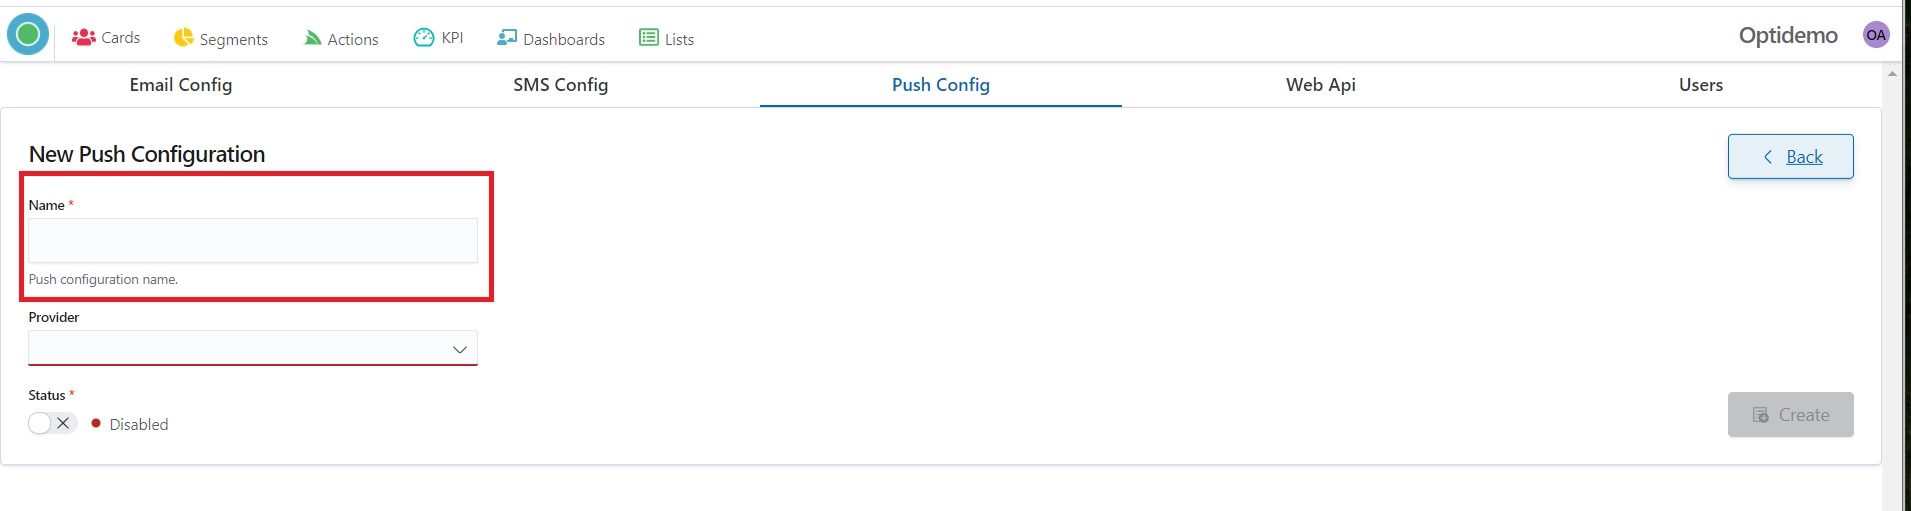 Cards Segments Actions KPI Dashboards Lists Optidemo OA
Email Config SMS Config Push Config Web Api Users
New Push Configuration
Back
Name *
Push configuration name.
Provider
Status *
Disabled
Create